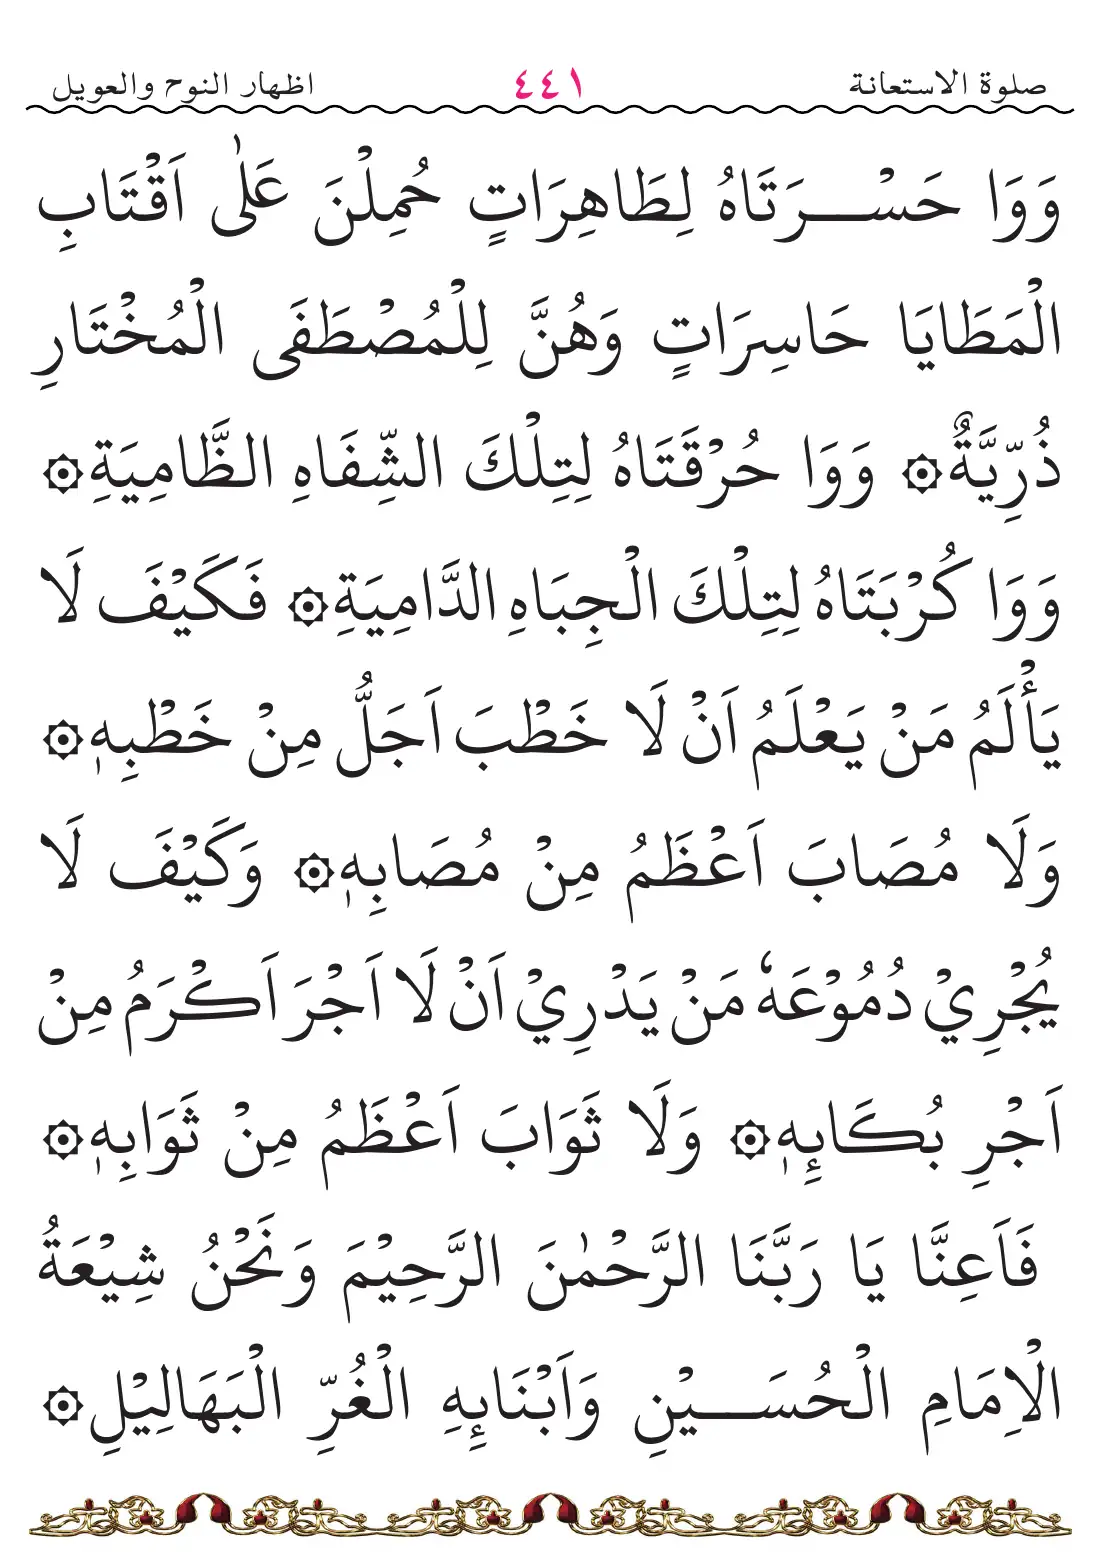 صلوة الاستعانة ٤٤١ اظهار النوح والعويل
وَوَا حَسْـــرَتَاهُ لِطَاهِرَاتٍ حُمِلْنَ عَلٰى اَقْتَابِ
الْمَطَايَا حَاسِرَاتٍ وَهُنَّ لِلْمُصْطَفَى الْمُخْتَارِ
ذُرِّيَّةٌ۞ وَوَا حُرْقَتَاهُ لِتِلْكَ الشِّفَاهِ الظَّامِيَةِ۞
وَوَا كُرْبَتَاهُ لِتِلْكَ الْجِبَاهِ الدَّامِيَةِ۞ فَكَيْفَ لَا
يَأْلَمُ مَنْ يَعْلَمُ اَنْ لَا خَطْبَ اَجَلُّ مِنْ خَطْبِهٖ۞
وَلَا مُصَابَ اَعْظَمُ مِنْ مُصَابِهٖ۞ وَكَيْفَ لَا
يُجْرِيْ دُمُوْعَهٗ مَنْ يَدْرِيْ اَنْ لَا اَجْرَ اَكْرَمُ مِنْ
اَجْرِ بُكَائِهٖ۞ وَلَا ثَوَابَ اَعْظَمُ مِنْ ثَوَابِهٖ۞
فَاَعِنَّا يَا رَبَّنَا الرَّحْمٰنَ الرَّحِيْمَ وَنَحْنُ شِيْعَةُ
الْاِمَامِ الْحُسَـــيْنِ وَاَبْنَائِهِ الْغُرِّ الْبَهَالِيْلِ۞